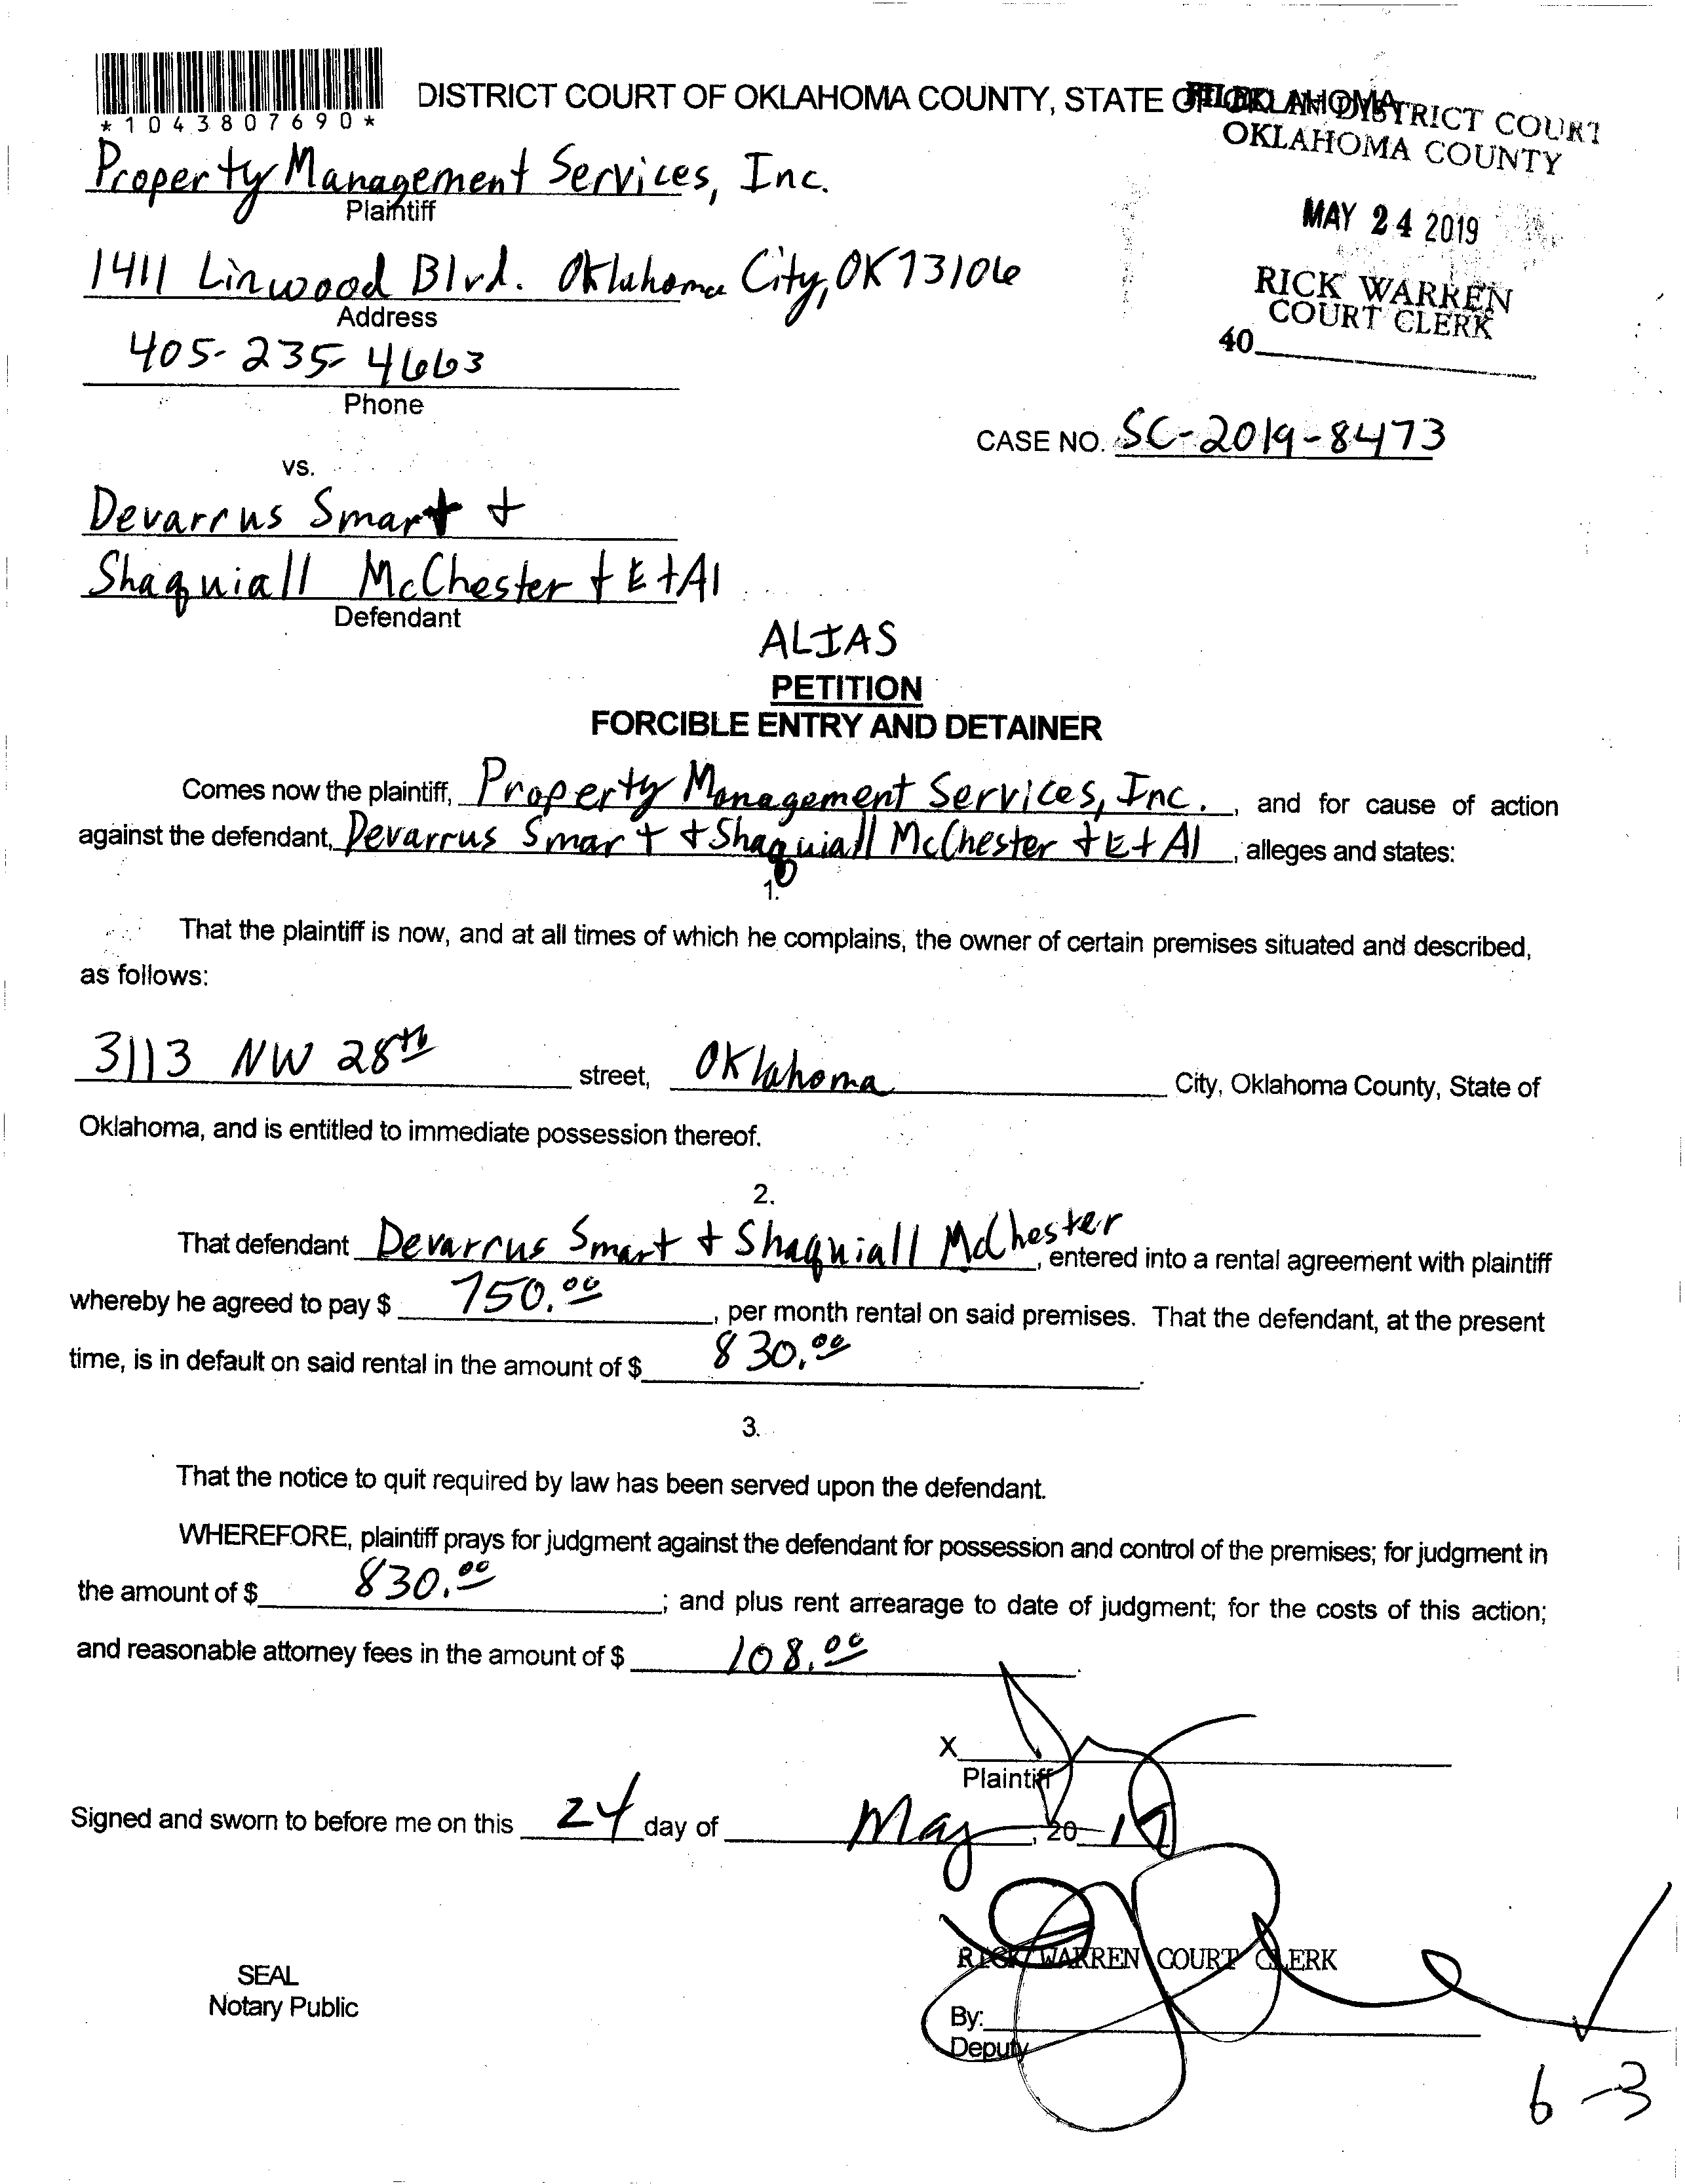 *1043807690*
DISTRICT COURT OF OKLAHOMA COUNTY, STATE OF OKLAHOMA
FILED IN DISTRICT COURT
OKLAHOMA COUNTY
MAY 24 2019
RICK WARREN
COURT CLERK
40
Property Management Services, Inc.
Plaintiff
1411 Linwood Blvd. Oklahoma City, OK 73106
Address
405-235-4663
Phone
CASE NO. SC-2019-8473
vs.
Devarrus Smart +
Shaquiall McChester + Et Al
Defendant
ALIAS
PETITION
FORCIBLE ENTRY AND DETAINER
Comes now the plaintiff, Property Management Services, Inc. , and for cause of action
against the defendant, Devarrus Smart + Shaquiall McChester + Et Al , alleges and states:
1.
That the plaintiff is now, and at all times of which he complains, the owner of certain premises situated and described,
as follows:
3113 NW 28th street, Oklahoma City, Oklahoma County, State of
Oklahoma, and is entitled to immediate possession thereof.
2.
That defendant Devarrus Smart + Shaquiall McChester, entered into a rental agreement with plaintiff
whereby he agreed to pay $ 750.00, per month rental on said premises. That the defendant, at the present
time, is in default on said rental in the amount of $ 830.00.
3.
That the notice to quit required by law has been served upon the defendant.
WHEREFORE, plaintiff prays for judgment against the defendant for possession and control of the premises; for judgment in
the amount of $ 830.00; and plus rent arrearage to date of judgment; for the costs of this action;
and reasonable attorney fees in the amount of $ 108.00.
X
Plaintiff
Signed and sworn to before me on this 24 day of May, 2019
RICK WARREN COURT CLERK
SEAL
Notary Public
By:
Deputy
6-3